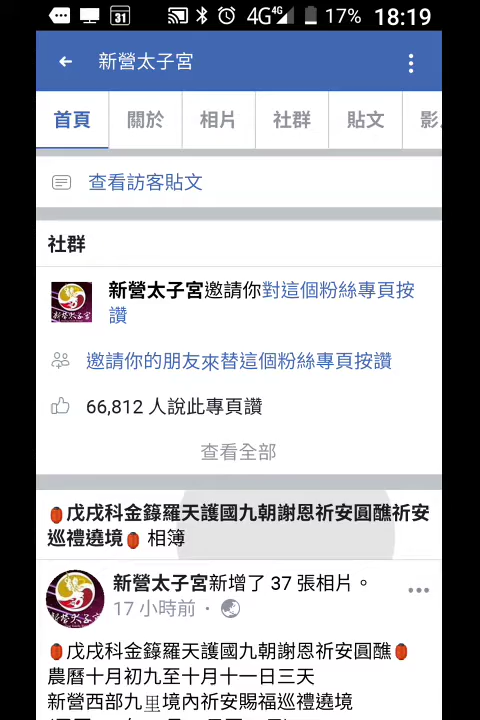 31 4G 4G 17% 18:19
新營太子宮
首頁 關於 相片 社群 貼文 影
查看訪客貼文
社群
新營太子宮邀請你對這個粉絲專頁按
讚
邀請你的朋友來替這個粉絲專頁按讚
66,812 人說此專頁讚
查看全部
戊戌科金籙羅天護國九朝謝恩祈安圓醮祈安
巡禮遶境 相簿
新營太子宮新增了 37 張相片。
17 小時前 ·
戊戌科金籙羅天護國九朝謝恩祈安圓醮
農曆十月初九至十月十一日三天
新營西部九里境內祈安賜福巡禮遶境